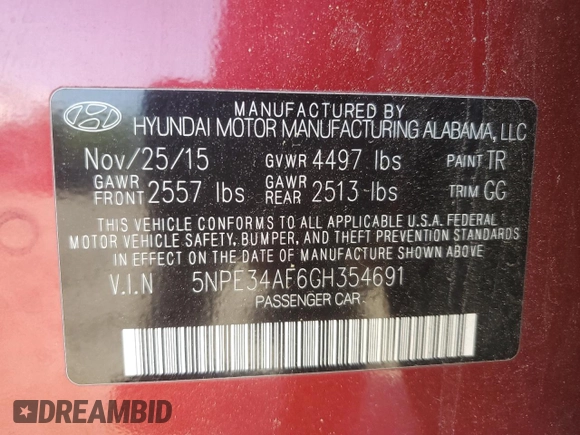 MANUFACTURED BY
HYUNDAI MOTOR MANUFACTURING ALABAMA, LLC
Nov/25/15 GVWR 4497 lbs PAINT TR
GAWR FRONT 2557 lbs GAWR REAR 2513 lbs TRIM GG
THIS VEHICLE CONFORMS TO ALL APPLICABLE U.S.A. FEDERAL
MOTOR VEHICLE SAFETY, BUMPER, AND THEFT PREVENTION
STANDARDS IN EFFECT ON THE DATE OF MANUFACTURE SHOWN ABOVE.
V.I.N 5NPE34AF6GH354691
PASSENGER CAR
DREAMBID